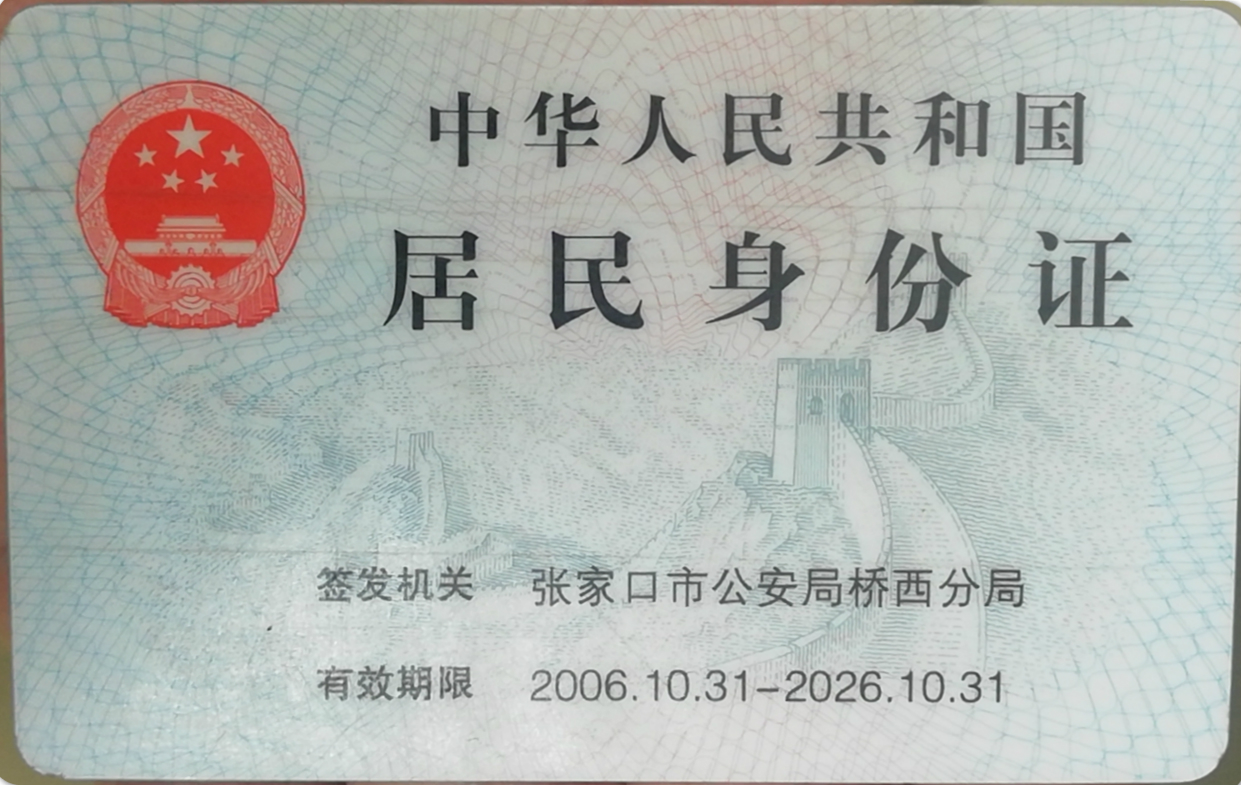 中华人民共和国
居民身份证
签发机关 张家口市公安局桥西分局
有效期限 2006.10.31-2026.10.31